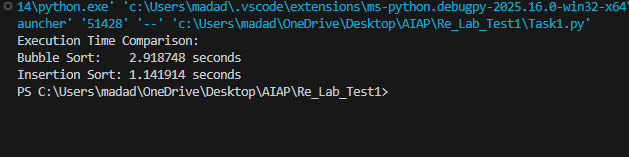 14\python.exe' 'c:\Users\madad\.vscode\extensions\ms-python.debugpy-2025.16.0-win32-x64\
auncher' '51428' '--' 'c:\Users\madad\OneDrive\Desktop\AIAP\Re_Lab_Test1\Task1.py'
Execution Time Comparison:
Bubble Sort:    2.918748 seconds
Insertion Sort: 1.141914 seconds
PS C:\Users\madad\OneDrive\Desktop\AIAP\Re_Lab_Test1>